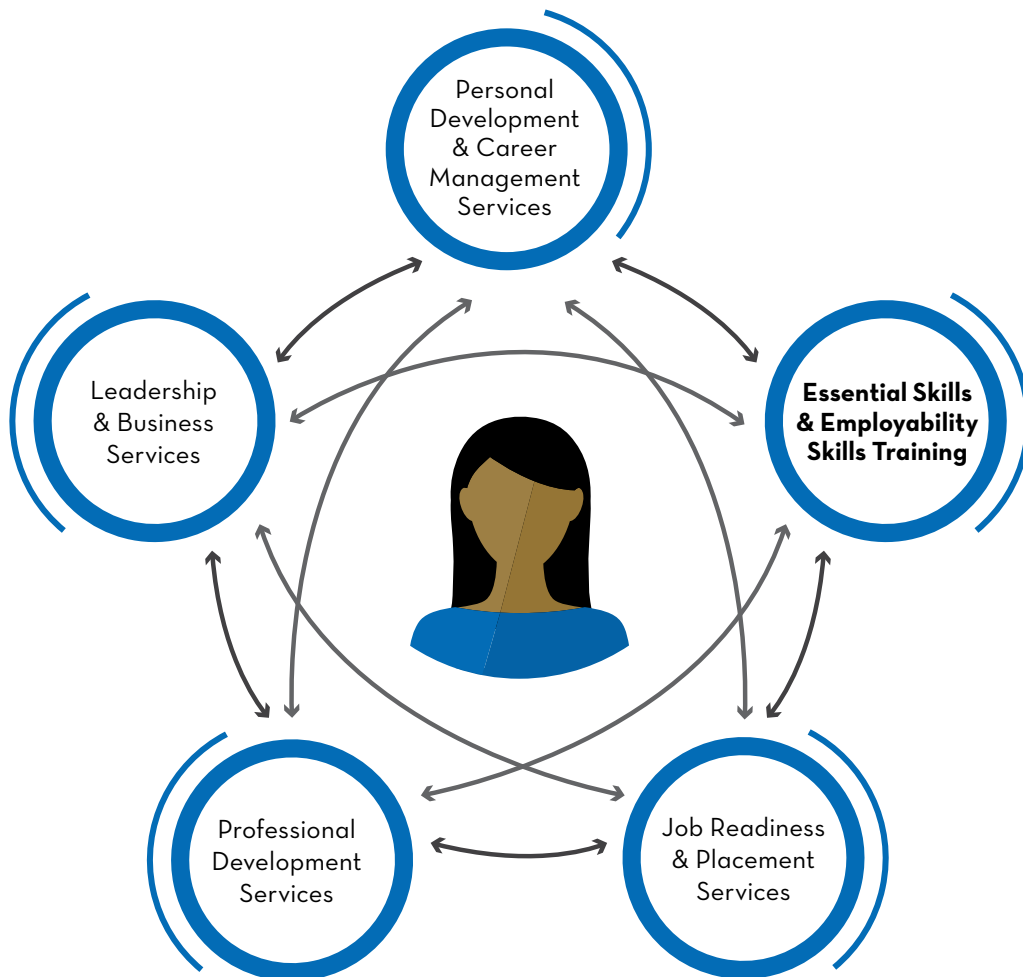 Personal
Development
& Career
Management
Services
Leadership
& Business
Services
Essential Skills
& Employability
Skills Training
Professional
Development
Services
Job Readiness
& Placement
Services